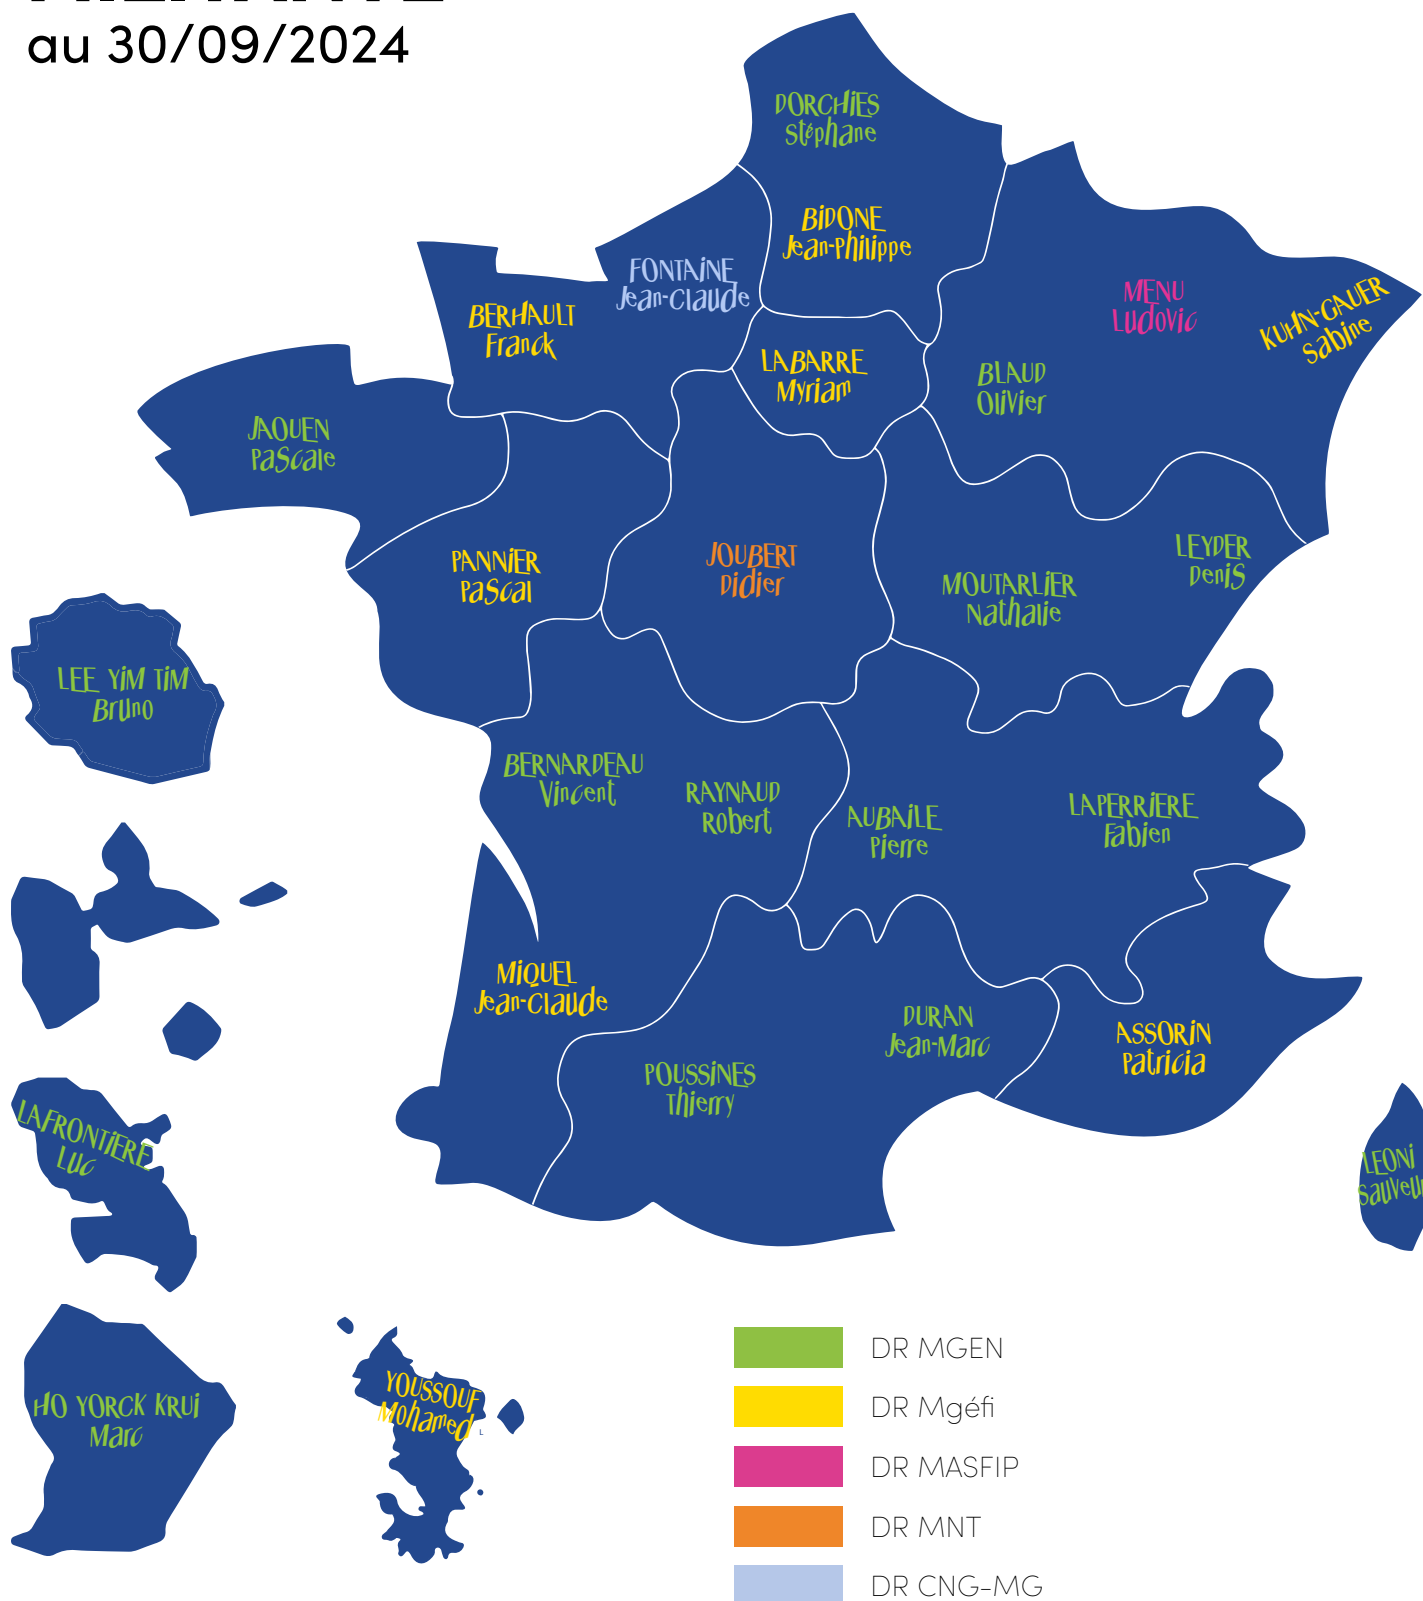 au 30/09/2024
DORCHiES
Stéphane
BiDONE
Jean-Philippe
FONTAiNE
Jean-Claude
BERHAULT
Franck
MENU
Ludovic
KUHN-GAUER
Sabine
LABARRE
Myriam
BLAUD
Olivier
JAOUEN
Pascale
PANNiER
Pascal
JOUBERT
Didier
LEYDER
Denis
MOUTARLiER
Nathalie
LEE YiM TiM
Bruno
BERNARDEAU
Vincent
RAYNAUD
Robert
AUBAiLE
Pierre
LAPERRiERE
Fabien
MiQUEL
Jean-Claude
DURAN
Jean-Marc
ASSORiN
Patricia
POUSSiNES
Thierry
LAFRONTiERE
Luc
LEONi
Sauveu
HO YORCK KRUi
Marc
YOUSSOUF
Mohamed
L
DR MGEN
DR Mgéfi
DR MASFIP
DR MNT
DR CNG-MG